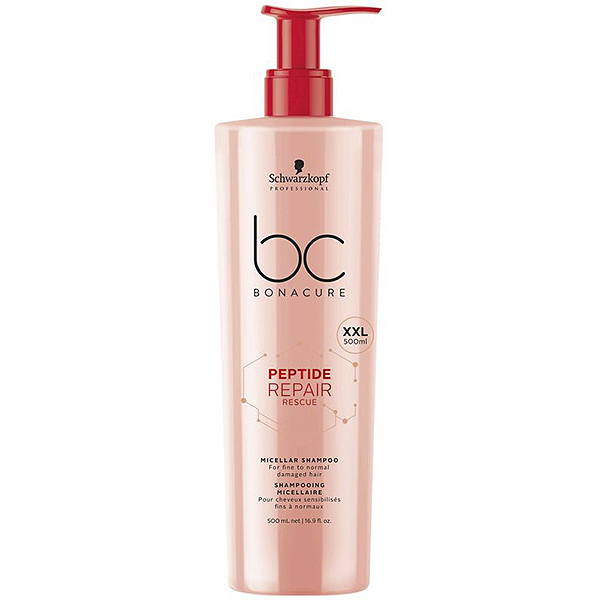 Schwarzkopf
PROFESSIONAL
bc
BONACURE
XXL
500ml
PEPTIDE
REPAIR
RESCUE
MICELLAR SHAMPOO
For fine to normal
damaged hair
SHAMPOOING
MICELLAIRE
Pour cheveux sensibilisés
fins à normaux
500 mL net | 16.9 fl. oz.